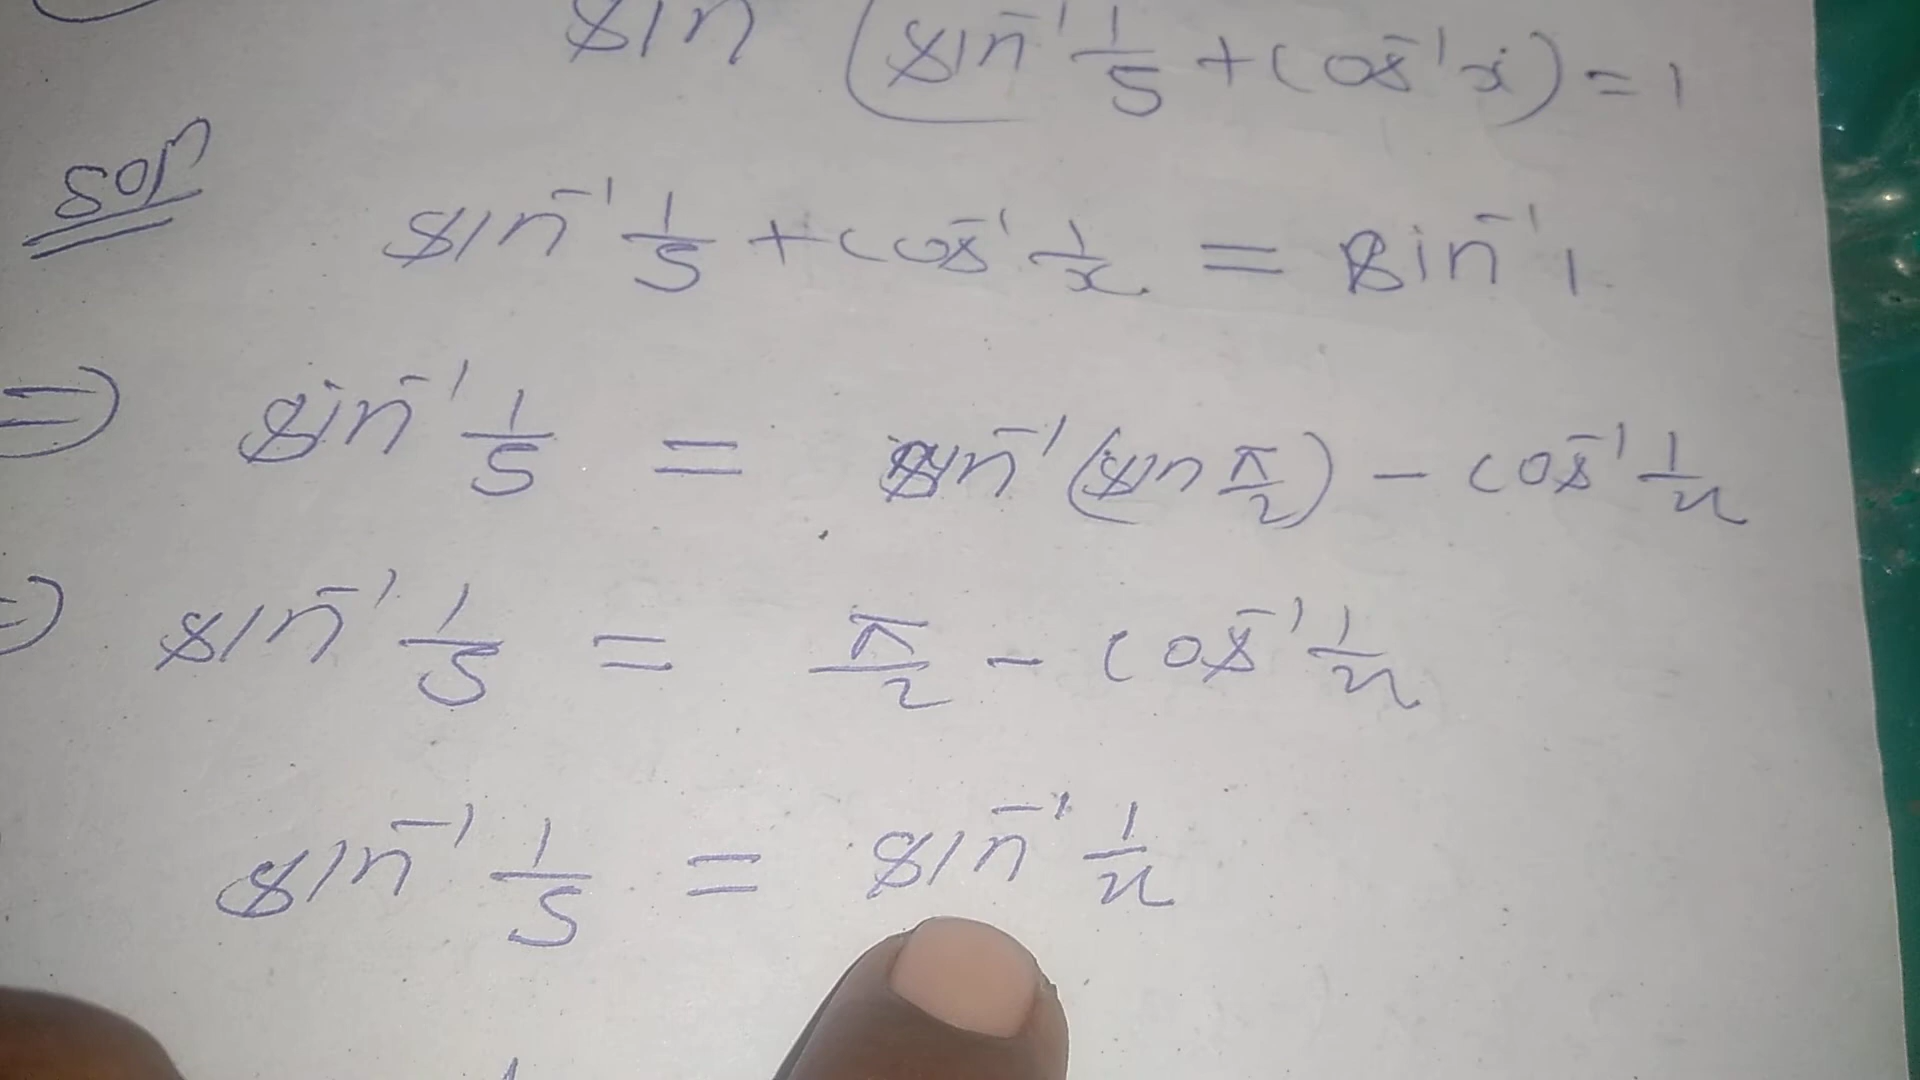 sin (sin⁻¹ 1/5 + cos⁻¹ x) = 1
Soln
sin⁻¹ 1/5 + cos⁻¹ 1/x = sin⁻¹ 1
=) sin⁻¹ 1/5 = sin⁻¹ (sin π/2) - cos⁻¹ 1/x
=) sin⁻¹ 1/5 = π/2 - cos⁻¹ 1/x
sin⁻¹ 1/5 = sin⁻¹ 1/x